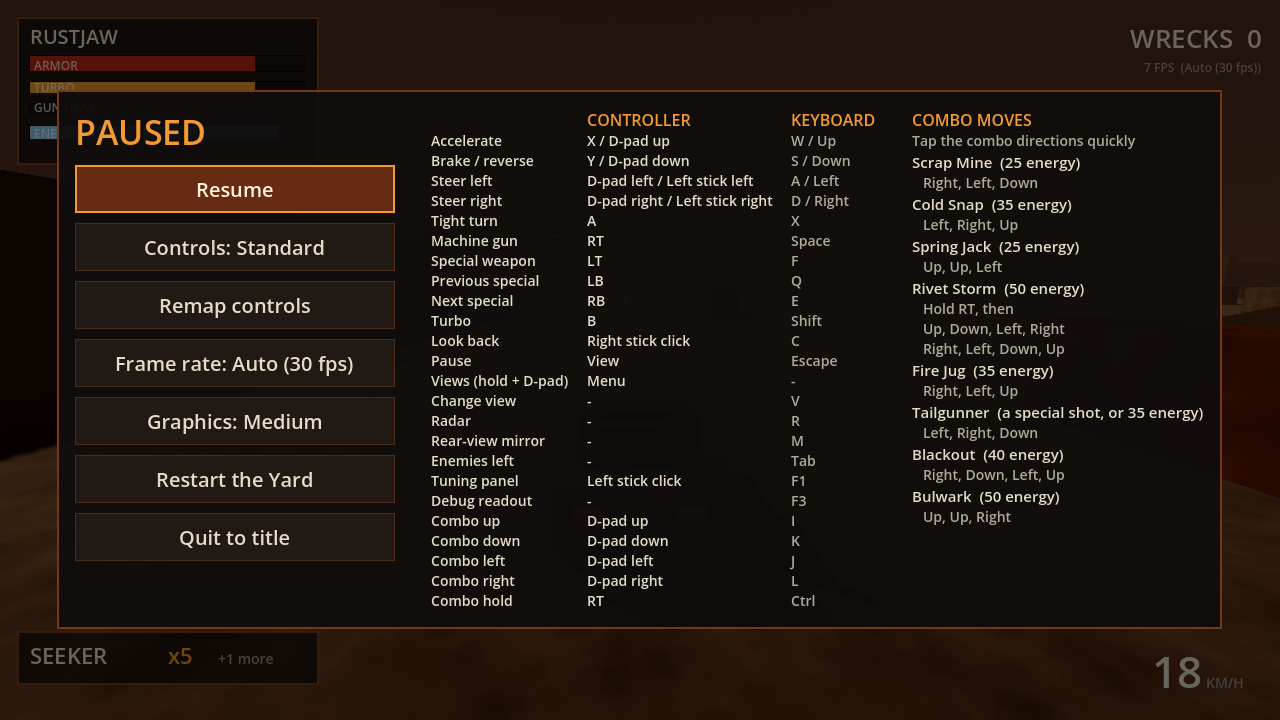 RUSTJAW
ARMOR
TURBO
WRECKS 0
7 FPS (Auto (30 fps))
PAUSED
Resume
Controls: Standard
Remap controls
Frame rate: Auto (30 fps)
Graphics: Medium
Restart the Yard
Quit to title
CONTROLLER KEYBOARD
Accelerate X / D-pad up W / Up
Brake / reverse Y / D-pad down S / Down
Steer left D-pad left / Left stick left A / Left
Steer right D-pad right / Left stick right D / Right
Tight turn A X
Machine gun RT Space
Special weapon LT F
Previous special LB Q
Next special RB E
Turbo B Shift
Look back Right stick click C
Pause View Escape
Views (hold + D-pad) Menu -
Change view - V
Radar - R
Rear-view mirror - M
Enemies left - Tab
Tuning panel Left stick click F1
Debug readout - F3
Combo up D-pad up I
Combo down D-pad down K
Combo left D-pad left J
Combo right D-pad right L
Combo hold RT Ctrl
COMBO MOVES
Tap the combo directions quickly
Scrap Mine (25 energy)
Right, Left, Down
Cold Snap (35 energy)
Left, Right, Up
Spring Jack (25 energy)
Up, Up, Left
Rivet Storm (50 energy)
Hold RT, then
Up, Down, Left, Right
Right, Left, Down, Up
Fire Jug (35 energy)
Right, Left, Up
Tailgunner (a special shot, or 35 energy)
Left, Right, Down
Blackout (40 energy)
Right, Down, Left, Up
Bulwark (50 energy)
Up, Up, Right
SEEKER x5 +1 more
18 KM/H